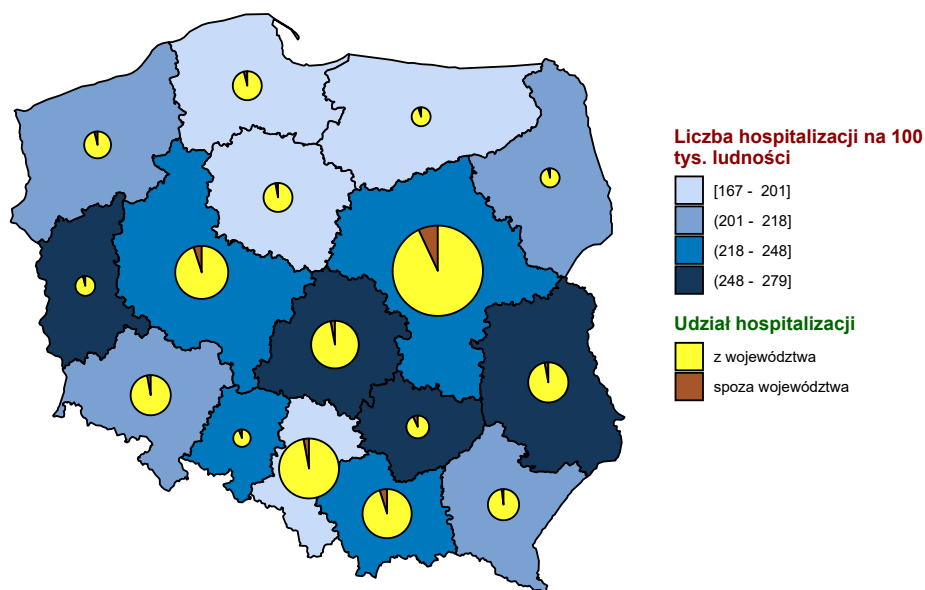 Liczba hospitalizacji na 100
tys. ludności
[167 - 201]
(201 - 218]
(218 - 248]
(248 - 279]
Udział hospitalizacji
z województwa
spoza województwa